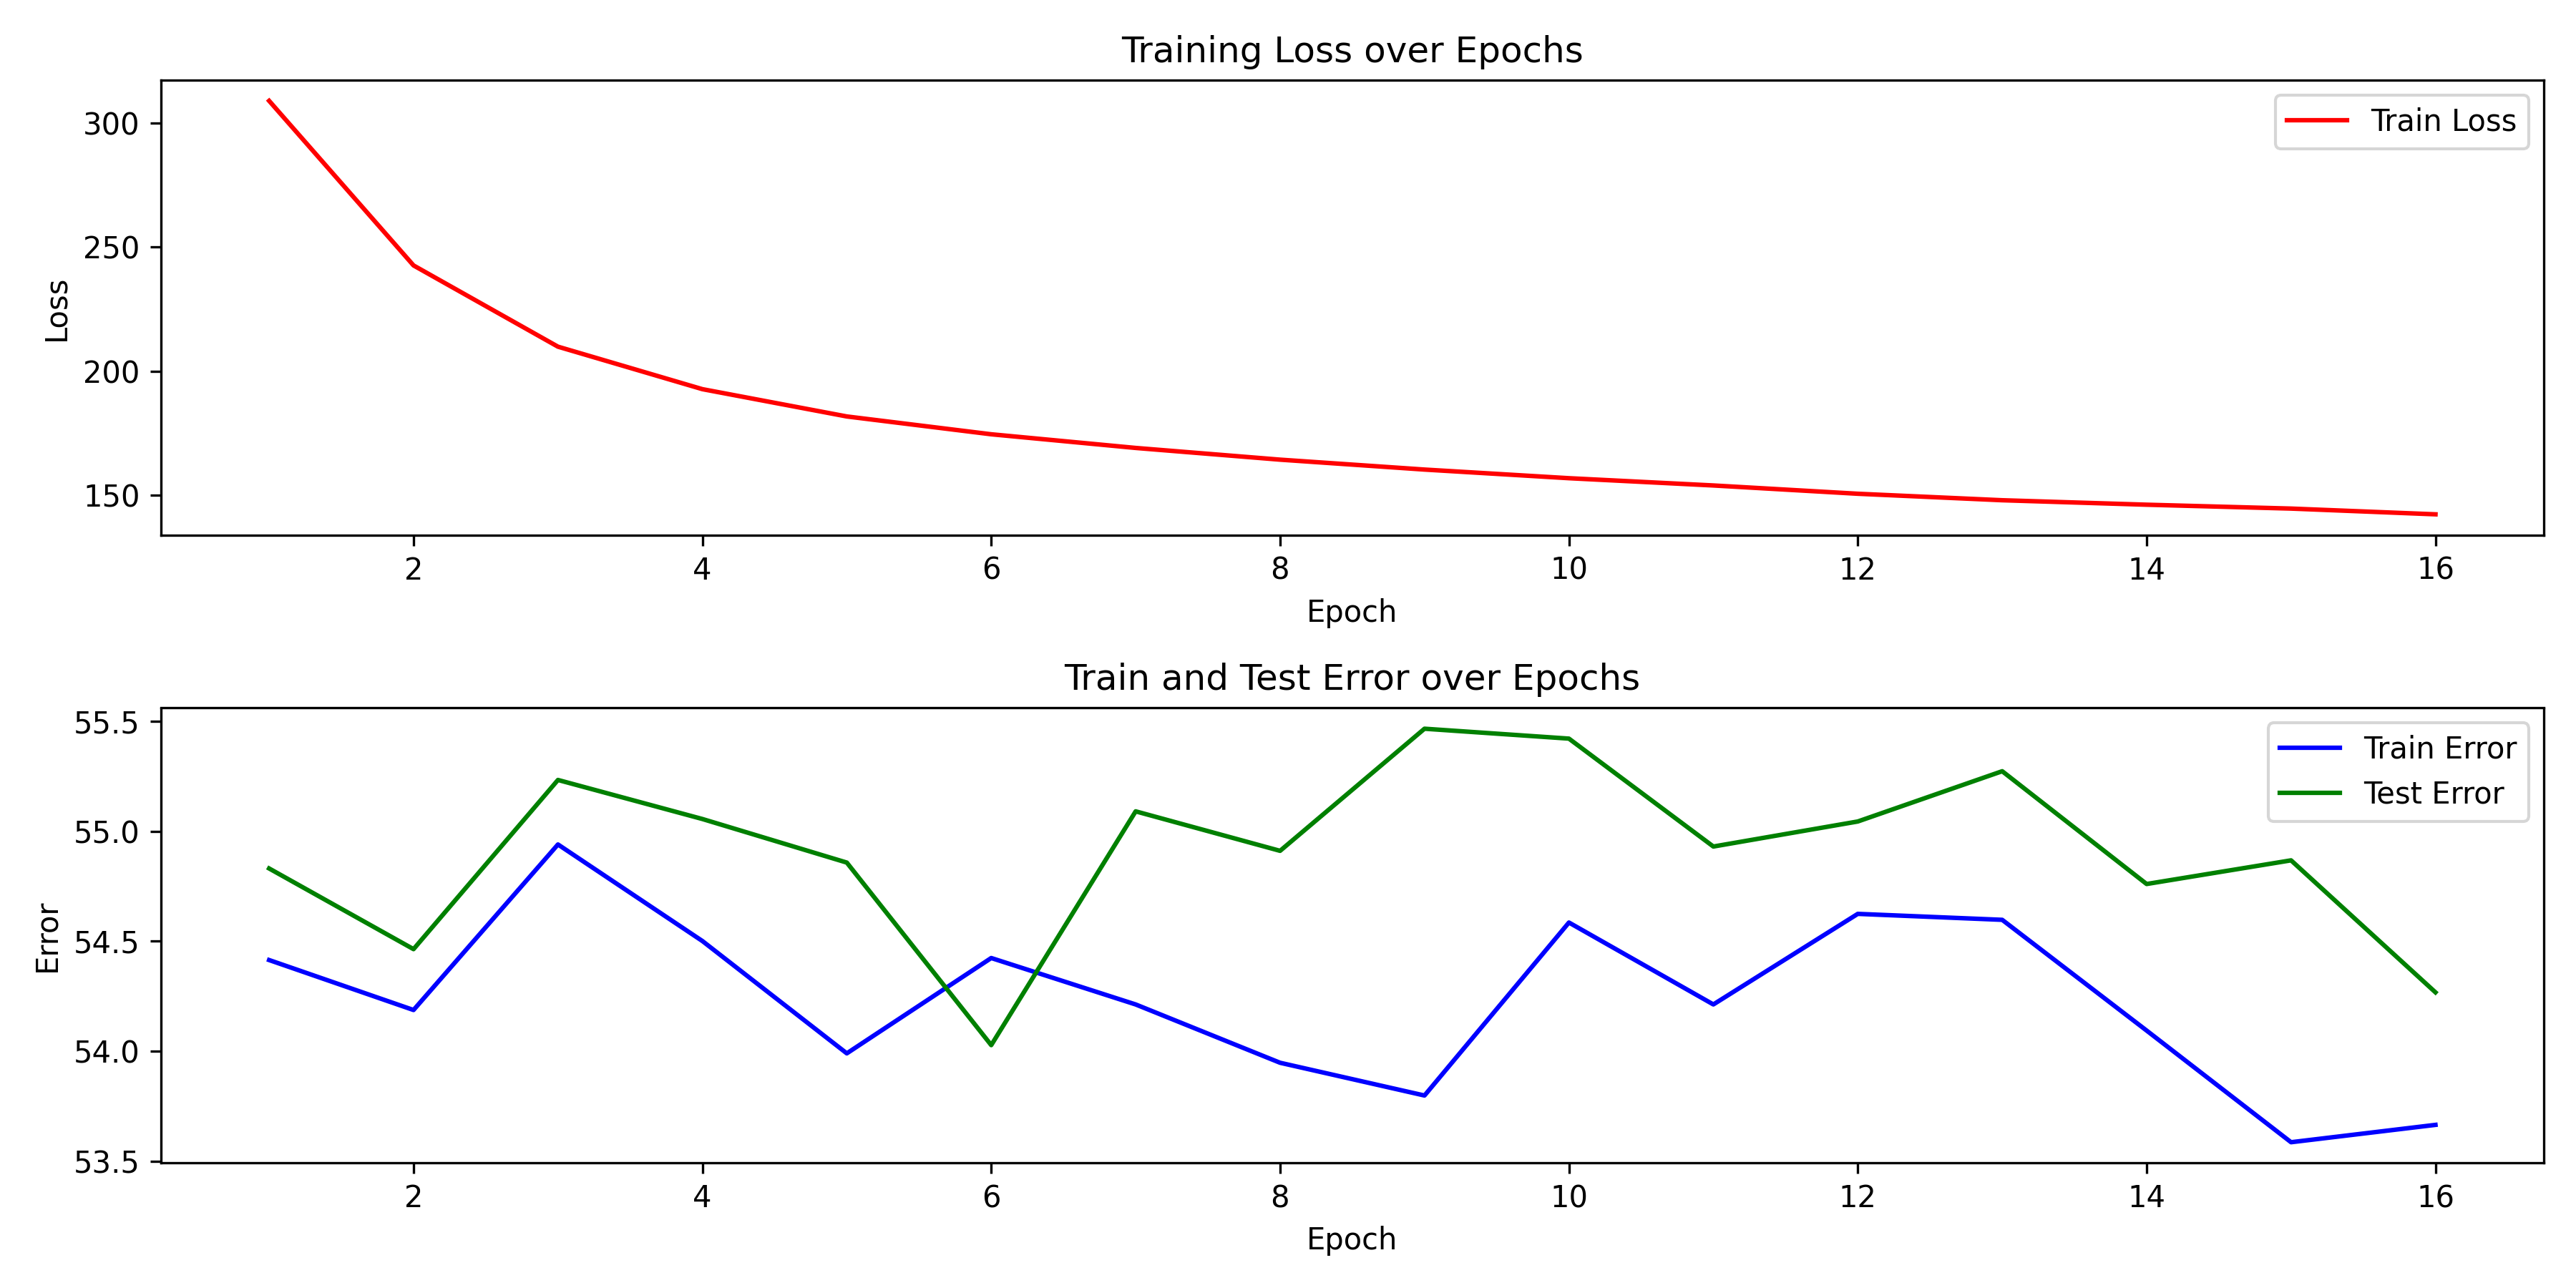 Training Loss over Epochs
Train Loss
300
250
200
150
Loss
2 4 6 8 10 12 14 16
Epoch
Train and Test Error over Epochs
Train Error
Test Error
55.5
55.0
54.5
54.0
53.5
Error
2 4 6 8 10 12 14 16
Epoch